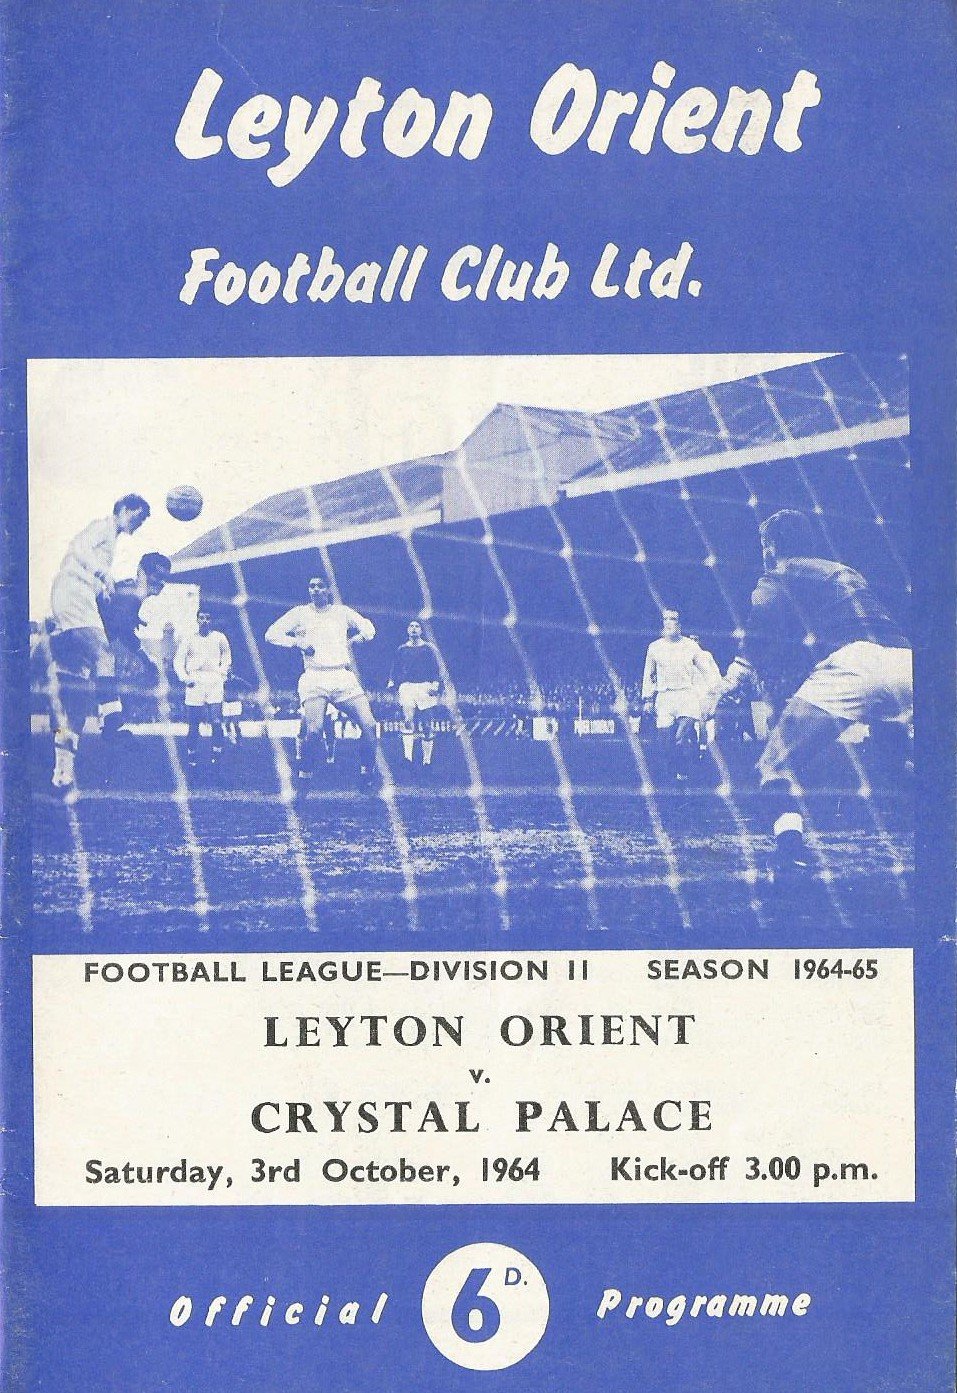 Leyton Orient
Football Club Ltd.
FOOTBALL LEAGUE—DIVISION II SEASON 1964-65
LEYTON ORIENT
v.
CRYSTAL PALACE
Saturday, 3rd October, 1964 Kick-off 3.00 p.m.
Official 6D. Programme